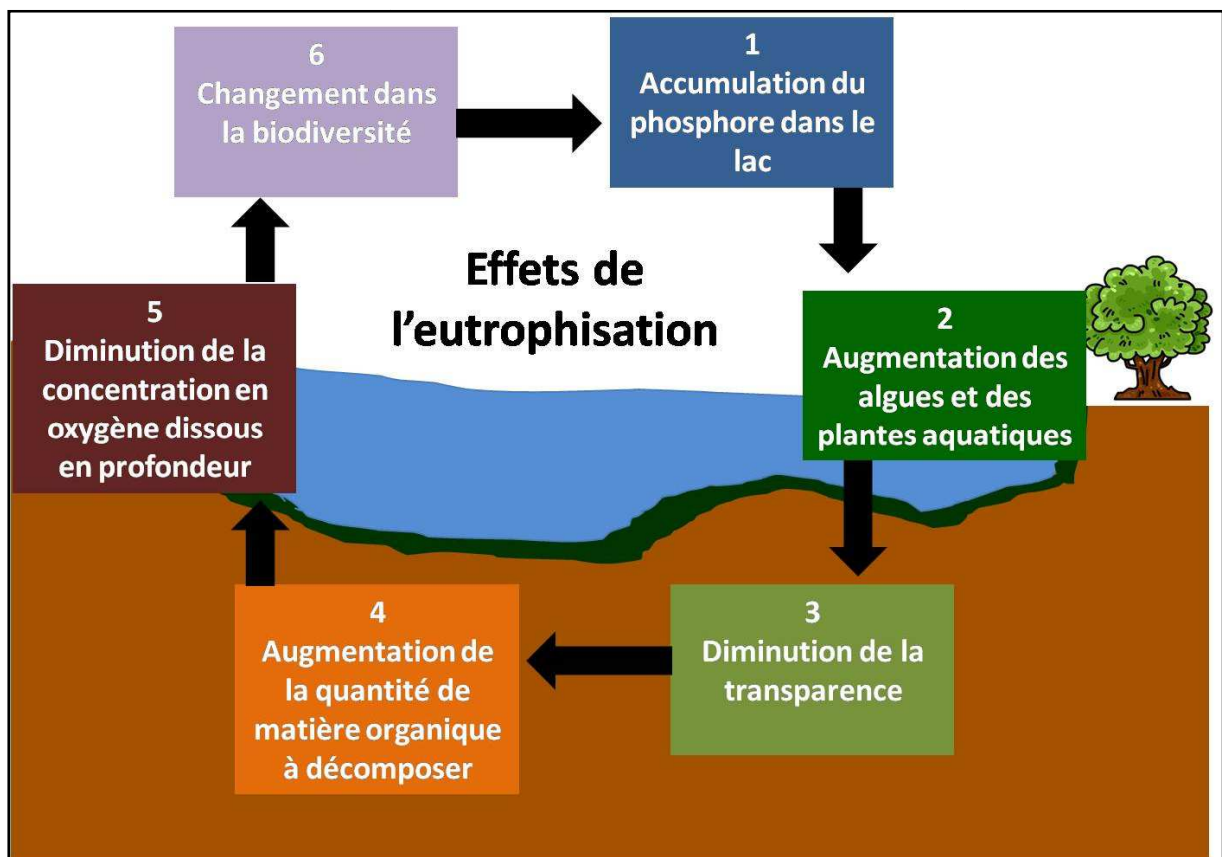 Effets de
l'eutrophisation
1
Accumulation du
phosphore dans le
lac
2
Augmentation des
algues et des
plantes aquatiques
3
Diminution de la
transparence
4
Augmentation de
la quantité de
matière organique
à décomposer
5
Diminution de la
concentration en
oxygène dissous
en profondeur
6
Changement dans
la biodiversité